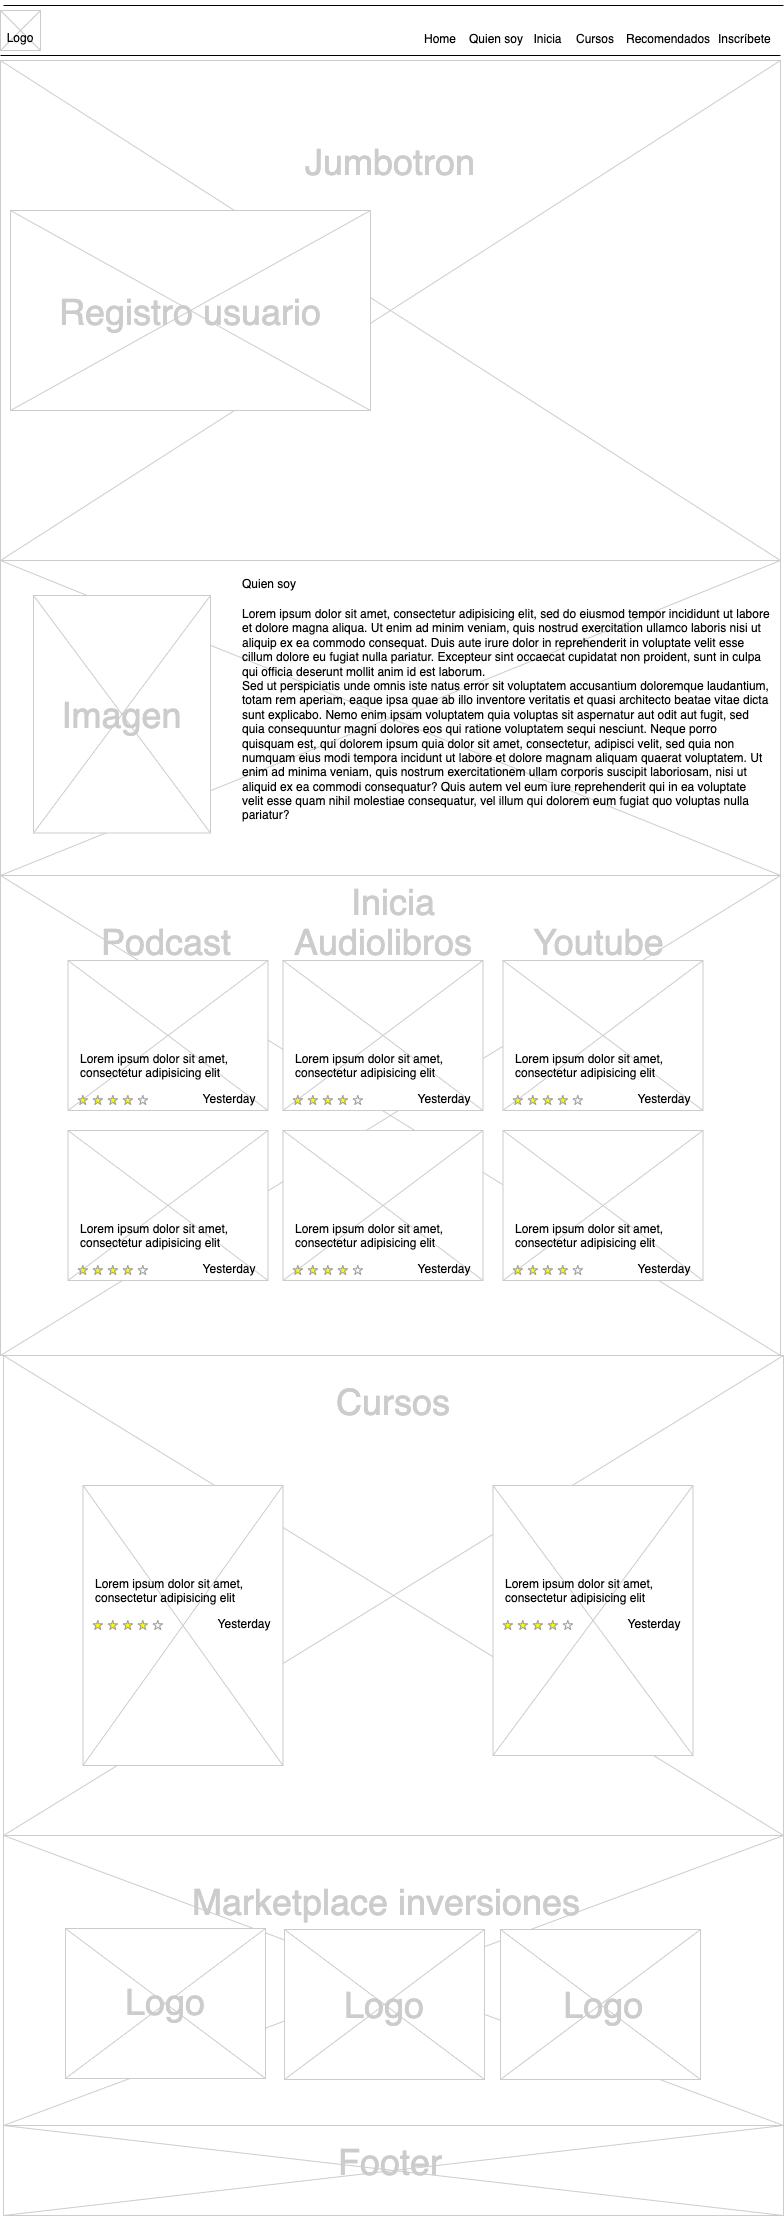 Logo
Home Quien soy Inicia Cursos Recomendados Inscríbete
Jumbotron
Registro usuario
Quien soy
Imagen
Lorem ipsum dolor sit amet, consectetur adipisicing elit, sed do eiusmod tempor incididunt ut labore
et dolore magna aliqua. Ut enim ad minim veniam, quis nostrud exercitation ullamco laboris nisi ut
aliquip ex ea commodo consequat. Duis aute irure dolor in reprehenderit in voluptate velit esse
cillum dolore eu fugiat nulla pariatur. Excepteur sint occaecat cupidatat non proident, sunt in culpa
qui officia deserunt mollit anim id est laborum.
Sed ut perspiciatis unde omnis iste natus error sit voluptatem accusantium doloremque laudantium,
totam rem aperiam, eaque ipsa quae ab illo inventore veritatis et quasi architecto beatae vitae dicta
sunt explicabo. Nemo enim ipsam voluptatem quia voluptas sit aspernatur aut odit aut fugit, sed
quia consequuntur magni dolores eos qui ratione voluptatem sequi nesciunt. Neque porro
quisquam est, qui dolorem ipsum quia dolor sit amet, consectetur, adipisci velit, sed quia non
numquam eius modi tempora incidunt ut labore et dolore magnam aliquam quaerat voluptatem. Ut
enim ad minima veniam, quis nostrum exercitationem ullam corporis suscipit laboriosam, nisi ut
aliquid ex ea commodi consequatur? Quis autem vel eum iure reprehenderit qui in ea voluptate
velit esse quam nihil molestiae consequatur, vel illum qui dolorem eum fugiat quo voluptas nulla
pariatur?
Inicia
Podcast Audiolibros Youtube
Lorem ipsum dolor sit amet,
consectetur adipisicing elit
Yesterday
Lorem ipsum dolor sit amet,
consectetur adipisicing elit
Yesterday
Lorem ipsum dolor sit amet,
consectetur adipisicing elit
Yesterday
Lorem ipsum dolor sit amet,
consectetur adipisicing elit
Yesterday
Lorem ipsum dolor sit amet,
consectetur adipisicing elit
Yesterday
Lorem ipsum dolor sit amet,
consectetur adipisicing elit
Yesterday
Cursos
Lorem ipsum dolor sit amet,
consectetur adipisicing elit
Yesterday
Lorem ipsum dolor sit amet,
consectetur adipisicing elit
Yesterday
Marketplace inversiones
Logo
Logo
Logo
Footer